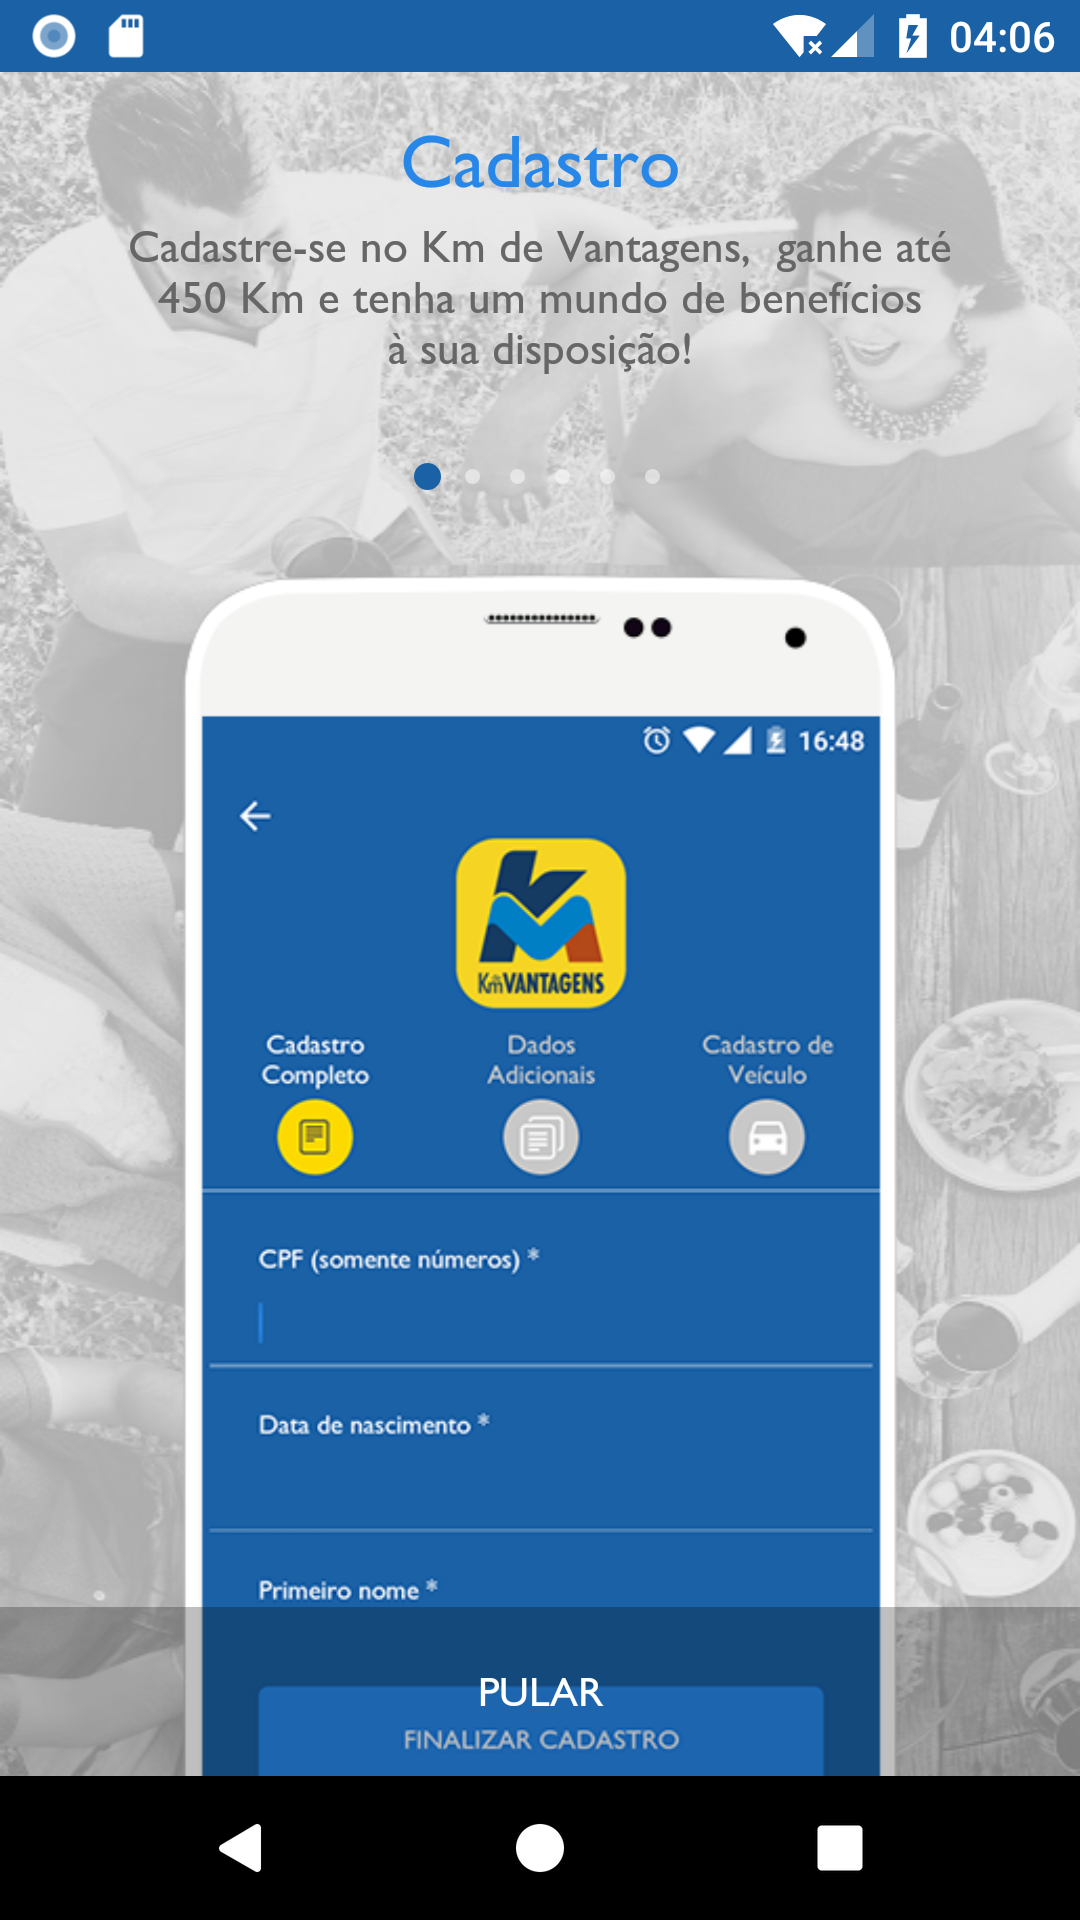 04:06
Cadastro
Cadastre-se no Km de Vantagens, ganhe até
450 Km e tenha um mundo de benefícios
à sua disposição!
16:48
Km de VANTAGENS
Cadastro Completo
Dados Adicionais
Cadastro de Veículo
CPF (somente números) *
Data de nascimento *
Primeiro nome *
PULAR
FINALIZAR CADASTRO